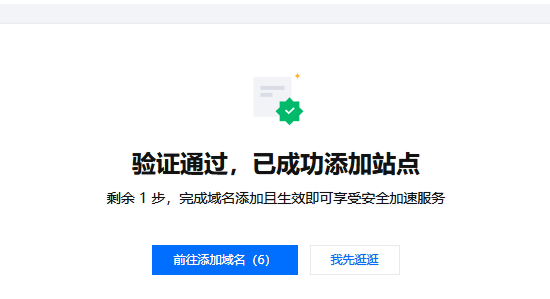 验证通过，已成功添加站点
剩余 1 步，完成域名添加且生效即可享受安全加速服务
前往添加域名（6） 我先逛逛